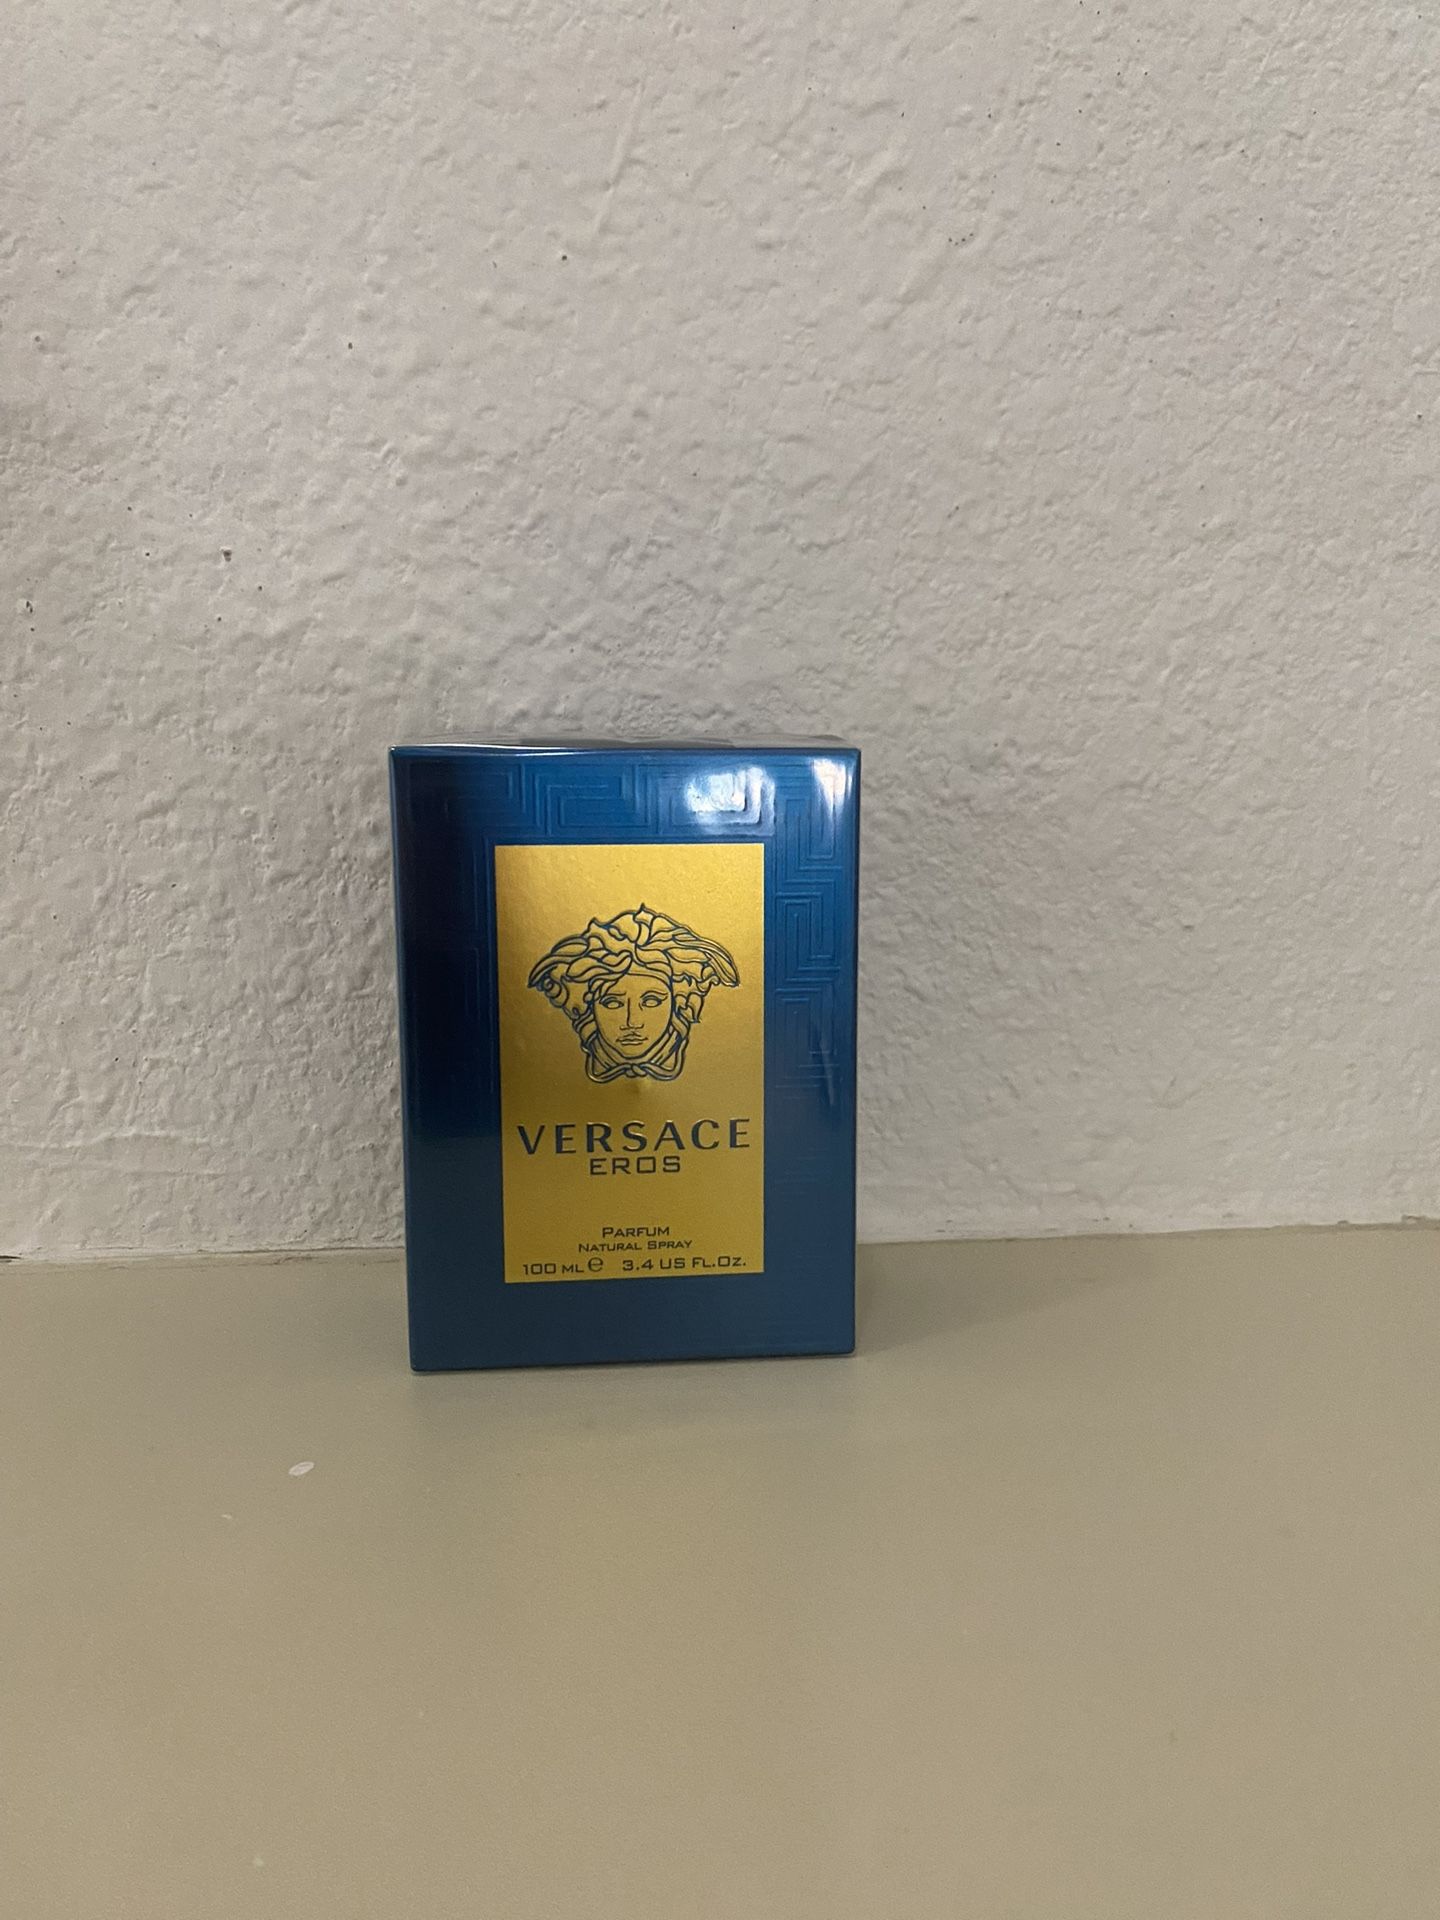 VERSACE
EROS
PARFUM
NATURAL SPRAY
100 ML ℮ 3.4 US FL.OZ.